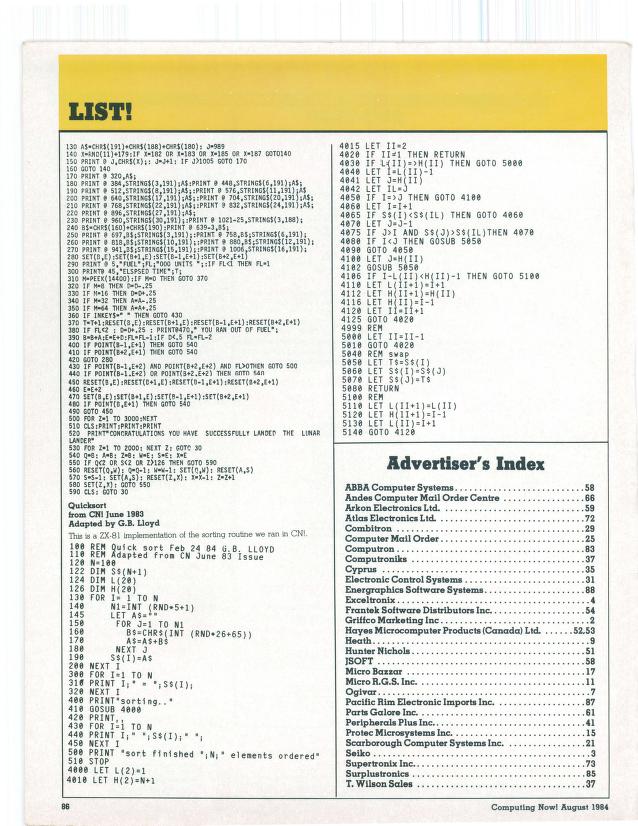 LIST!
130 A$=CHR$(191)+CHR$(188)+CHR$(180): J=989
140 X=RND(11)+179:IF X=182 OR X=183 OR X=185 OR X=187 GOTO140
150 PRINT @ J,CHR$(X);: J=J+1: IF J>1005 GOTO 170
160 GOTO 140
170 PRINT @ 320,A$;
180 PRINT @ 384,STRING$(3,191);A$:PRINT @ 448,STRING$(6,191);A$;
190 PRINT @ 512,STRING$(8,191);A$;:PRINT @ 576,STRING$(11,191);A$
200 PRINT @ 640,STRING$(17,191);A$:PRINT @ 704,STRING$(20,191);A$;
210 PRINT @ 768,STRING$(22,191);A$;:PRINT @ 832,STRING$(24,191);A$;
220 PRINT @ 896,STRING$(27,191);A$;
230 PRINT @ 960,STRING$(30,191);:PRINT @ 1021-25,STRING$(3,188);
240 B$=CHR$(160)+CHR$(190):PRINT @ 639-3,B$;
250 PRINT @ 697,B$;STRING$(3,191);:PRINT @ 758,B$;STRING$(6,191);
260 PRINT @ 818,B$;STRING$(10,191);:PRINT @ 880,B$;STRING$(12,191);
270 PRINT @ 941,B$;STRING$(15,191);:PRINT @ 1006,STRING$(16,191);
280 SET(B,E):SET(B+1,E):SET(B-1,E+1):SET(B+2,E+1)
290 PRINT @ 5,"FUEL";FL;"000 UNITS ";:IF FL<1 THEN FL=1
300 PRINT@ 45,"ELSPSED TIME";T;
310 M=PEEK(14400):IF M=0 THEN GOTO 370
320 IF M=8 THEN D=D-.25
330 IF M=16 THEN D=D+.25
340 IF M=32 THEN A=A-.25
350 IF M=64 THEN A=A+.25
360 IF INKEY$=" " THEN GOTO 430
370 T=T+1:RESET(B,E):RESET(B+1,E):RESET(B-1,E+1):RESET(B+2,E+1)
380 IF FL<2 : D=D+.25 : PRINT@470," YOU RAN OUT OF FUEL";
390 B=B+A:E=E+D:FL=FL-1:IF D<.5 FL=FL-2
400 IF POINT(B-1,E+1) THEN GOTO 540
410 IF POINT(B+2,E+1) THEN GOTO 540
420 GOTO 280
430 IF POINT(B-1,E+2) AND POINT(B+2,E+2) AND FL>0THEN GOTO 500
440 IF POINT(B-1,E+2) OR POINT(B+2,E+2) THEN GOTO 540
450 RESET(B,E):RESET(B+1,E):RESET(B-1,E+1):RESET(B+2,E+1)
460 E=E+2
470 SET(B,E):SET(B+1,E):SET(B-1,E+1):SET(B+2,E+1)
480 IF POINT(B,E+1) THEN GOTO 540
490 GOTO 450
500 FOR Z=1 TO 3000:NEXT
510 CLS:PRINT:PRINT:PRINT
520 PRINT"CONGRATULATIONS YOU HAVE SUCCESSFULLY LANDED THE LUNAR
LANDER"
530 FOR Z=1 TO 2000: NEXT Z: GOTO 30
540 Q=B: A=B: Z=B: W=E: S=E: X=E
550 IF Q<2 OR S<2 OR Z>126 THEN GOTO 590
560 RESET(Q,W): Q=Q-1: W=W-1: SET(Q,W): RESET(A,S)
570 S=S-1: SET(A,S): RESET(Z,X): X=X-1: Z=Z+1
580 SET(Z,X): GOTO 550
590 CLS: GOTO 30
Quicksort
from CN! June 1983
Adapted by G.B. Lloyd
This is a ZX-81 implementation of the sorting routine we ran in CN!.
100 REM Quick sort Feb 24 84 G.B. LLOYD
110 REM Adapted from CN June 83 Issue
120 N=100
122 DIM S$(N+1)
124 DIM L(20)
126 DIM H(20)
130 FOR I= 1 TO N
140 N1=INT (RND*5+1)
145 LET A$=""
150 FOR J=1 TO N1
160 B$=CHR$(INT (RND*26+65))
170 A$=A$+B$
180 NEXT J
190 S$(I)=A$
200 NEXT I
300 FOR I=1 TO N
310 PRINT I;" = ";S$(I);
320 NEXT I
400 PRINT"sorting.."
410 GOSUB 4000
420 PRINT,,
430 FOR I=1 TO N
440 PRINT I;" ";S$(I);" ";
450 NEXT I
500 PRINT "sort finished ";N;" elements ordered"
510 STOP
4000 LET L(2)=1
4010 LET H(2)=N+1
4015 LET II=2
4020 IF II=1 THEN RETURN
4030 IF L(II)=>H(II) THEN GOTO 5000
4040 LET I=L(II)-1
4041 LET J=H(II)
4042 LET IL=J
4050 IF I=>J THEN GOTO 4100
4060 LET I=I+1
4065 IF S$(I)<S$(IL) THEN GOTO 4060
4070 LET J=J-1
4075 IF J>I AND S$(J)>S$(IL)THEN 4070
4080 IF I<J THEN GOSUB 5050
4090 GOTO 4050
4100 LET J=H(II)
4102 GOSUB 5050
4106 IF I-L(II)<H(II)-I THEN GOTO 5100
4110 LET L(II+1)=I+1
4112 LET H(II+1)=H(II)
4116 LET H(II)=I-1
4120 LET II=II+1
4125 GOTO 4020
4999 REM
5000 LET II=II-1
5010 GOTO 4020
5040 REM swap
5050 LET T$=S$(I)
5060 LET S$(I)=S$(J)
5070 LET S$(J)=T$
5080 RETURN
5100 REM
5110 LET L(II+1)=L(II)
5120 LET H(II+1)=I-1
5130 LET L(II)=I+1
5140 GOTO 4120
Advertiser's Index
ABBA Computer Systems 58
Andes Computer Mail Order Centre 66
Arkon Electronics Ltd. 59
Atlas Electronics Ltd. 72
Combitron 29
Computer Mail Order 25
Computron 83
Computroniks 37
Cyprus 35
Electronic Control Systems 31
Energraphics Software Systems 88
Exceltronix 4
Frantek Software Distributors Inc. 54
Griffco Marketing Inc 2
Hayes Microcomputer Products (Canada) Ltd. 52,53
Heath 9
Hunter Nichols 51
JSOFT 58
Micro Bazzar 17
Micro R.G.S. Inc. 11
Ogivar 7
Pacific Rim Electronic Imports Inc. 87
Parts Galore Inc. 61
Peripherals Plus Inc. 41
Protec Microsystems Inc. 15
Scarborough Computer Systems Inc. 21
Seiko 3
Supertronix Inc. 73
Surplustronics 85
T. Wilson Sales 37
86
Computing Now! August 1984